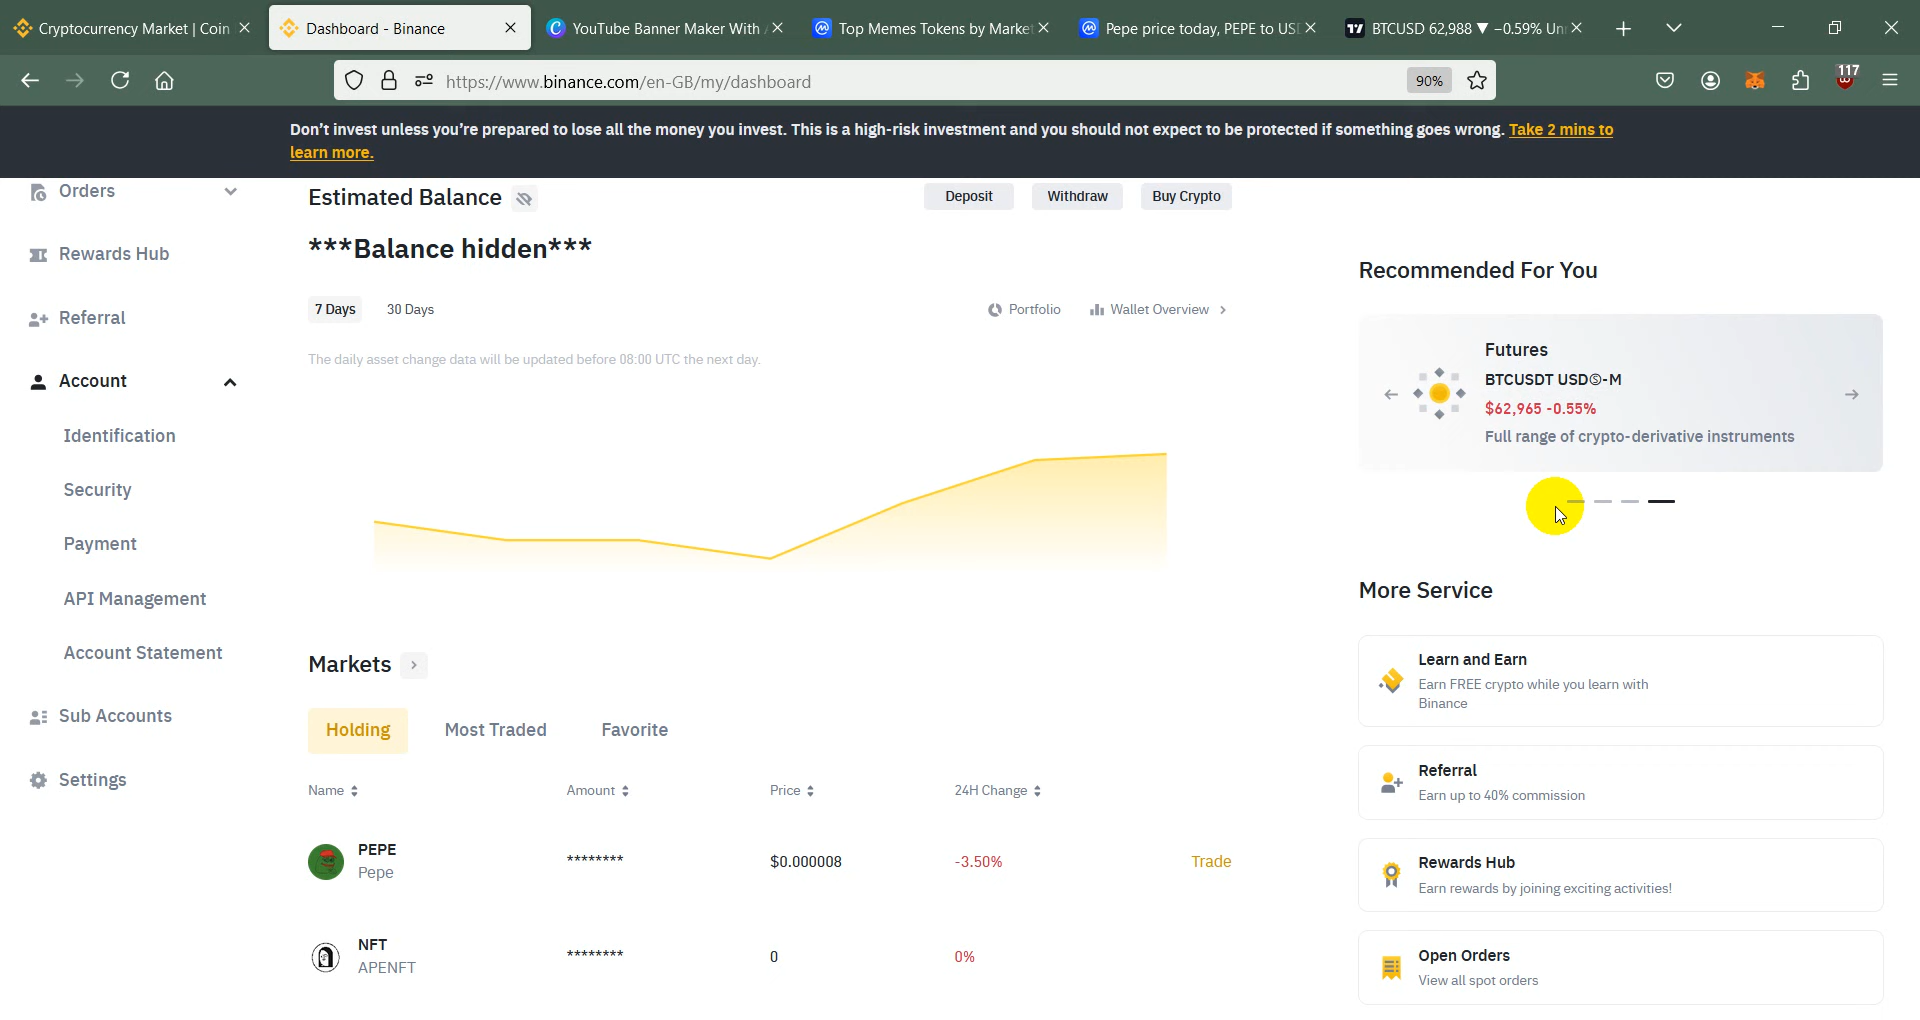 Cryptocurrency Market | Coin
Dashboard - Binance
YouTube Banner Maker With
Top Memes Tokens by Market
Pepe price today, PEPE to US
BTCUSD 62,988 ▼ −0.59% Un
https://www.binance.com/en-GB/my/dashboard
90%
117
Don't invest unless you're prepared to lose all the money you invest. This is a high-risk investment and you should not expect to be protected if something goes wrong. Take 2 mins to
learn more.
Orders
Rewards Hub
Referral
Account
Identification
Security
Payment
API Management
Account Statement
Sub Accounts
Settings
Estimated Balance
Deposit
Withdraw
Buy Crypto
***Balance hidden***
7 Days
30 Days
Portfolio
Wallet Overview
The daily asset change data will be updated before 08:00 UTC the next day.
Markets
Holding
Most Traded
Favorite
Name
Amount
Price
24H Change
PEPE
Pepe
********
$0.000008
-3.50%
Trade
NFT
APENFT
********
0
0%
Recommended For You
Futures
BTCUSDT USDⓈ-M
$62,965 -0.55%
Full range of crypto-derivative instruments
More Service
Learn and Earn
Earn FREE crypto while you learn with
Binance
Referral
Earn up to 40% commission
Rewards Hub
Earn rewards by joining exciting activities!
Open Orders
View all spot orders